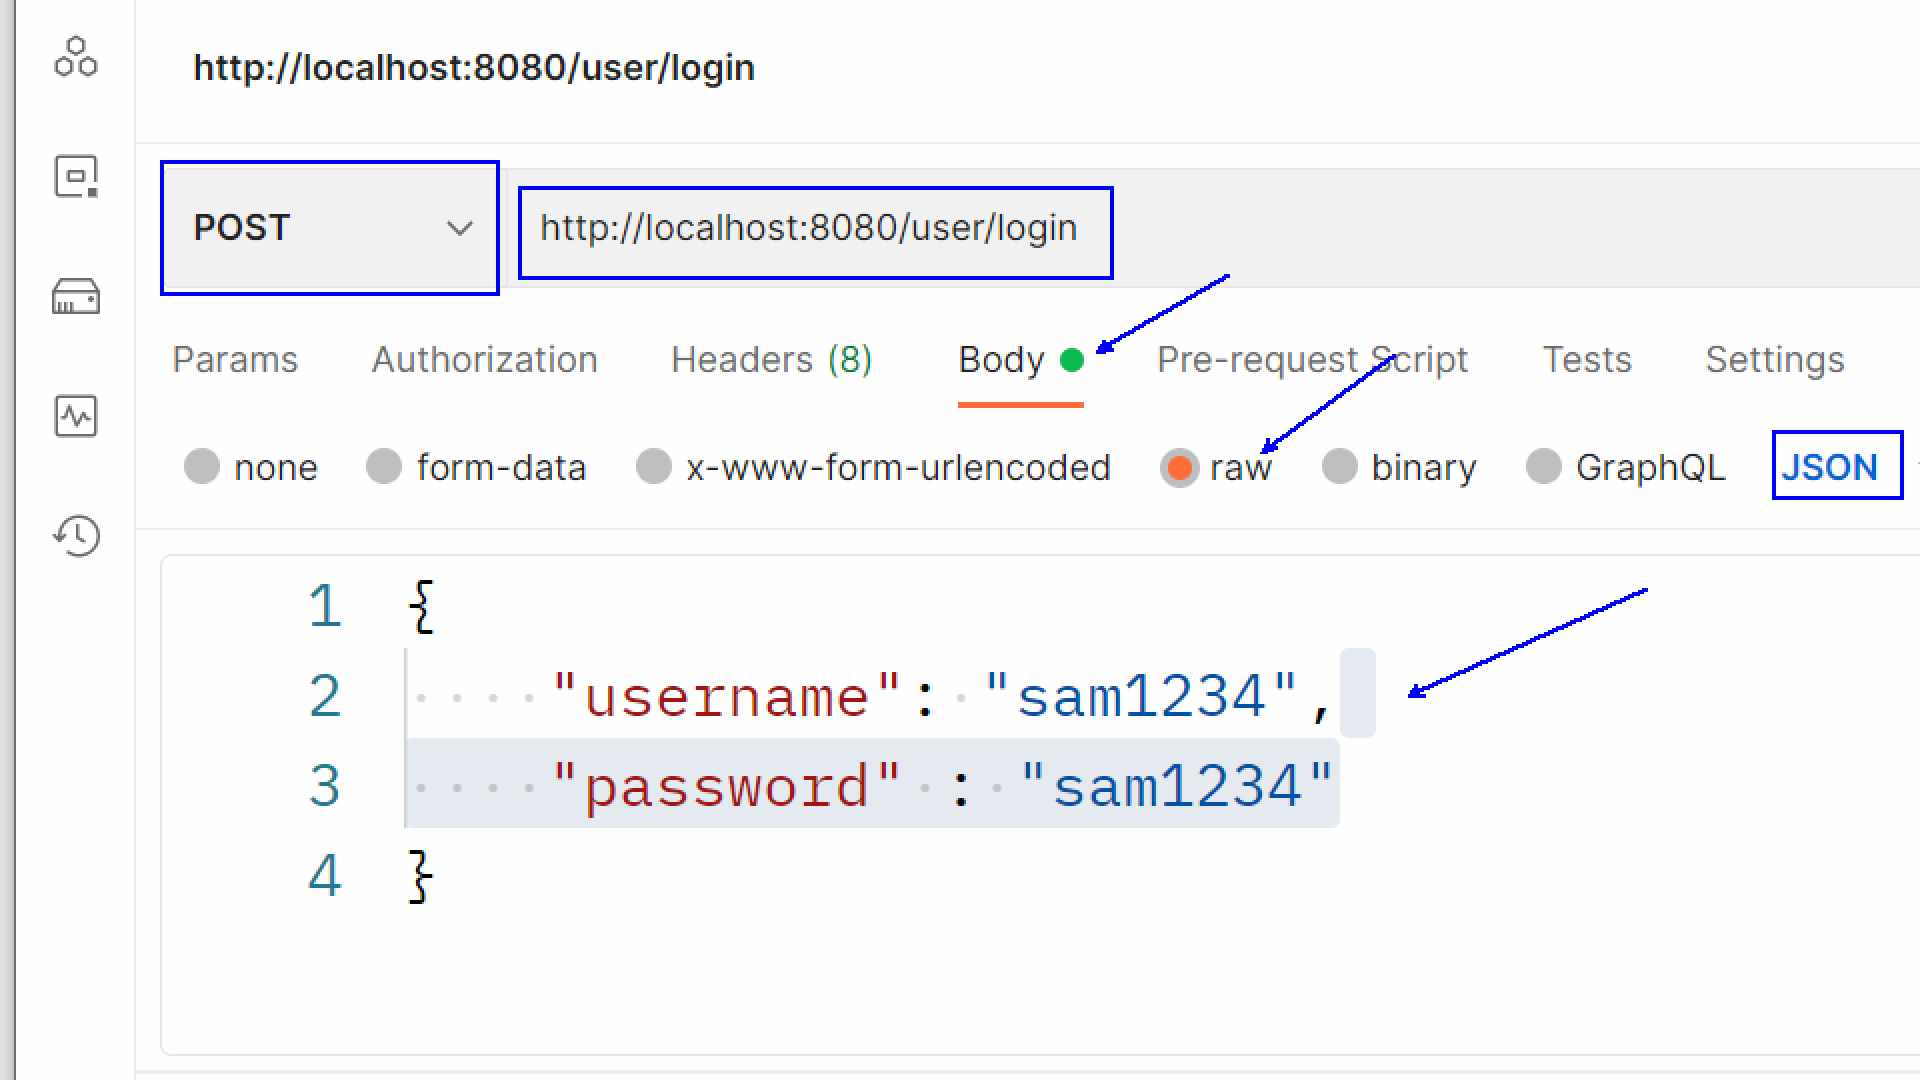 http://localhost:8080/user/login
POST http://localhost:8080/user/login
Params Authorization Headers (8) Body Pre-request Script Tests Settings
none form-data x-www-form-urlencoded raw binary GraphQL JSON
1 {
2 "username": "sam1234",
3 "password" : "sam1234"
4 }